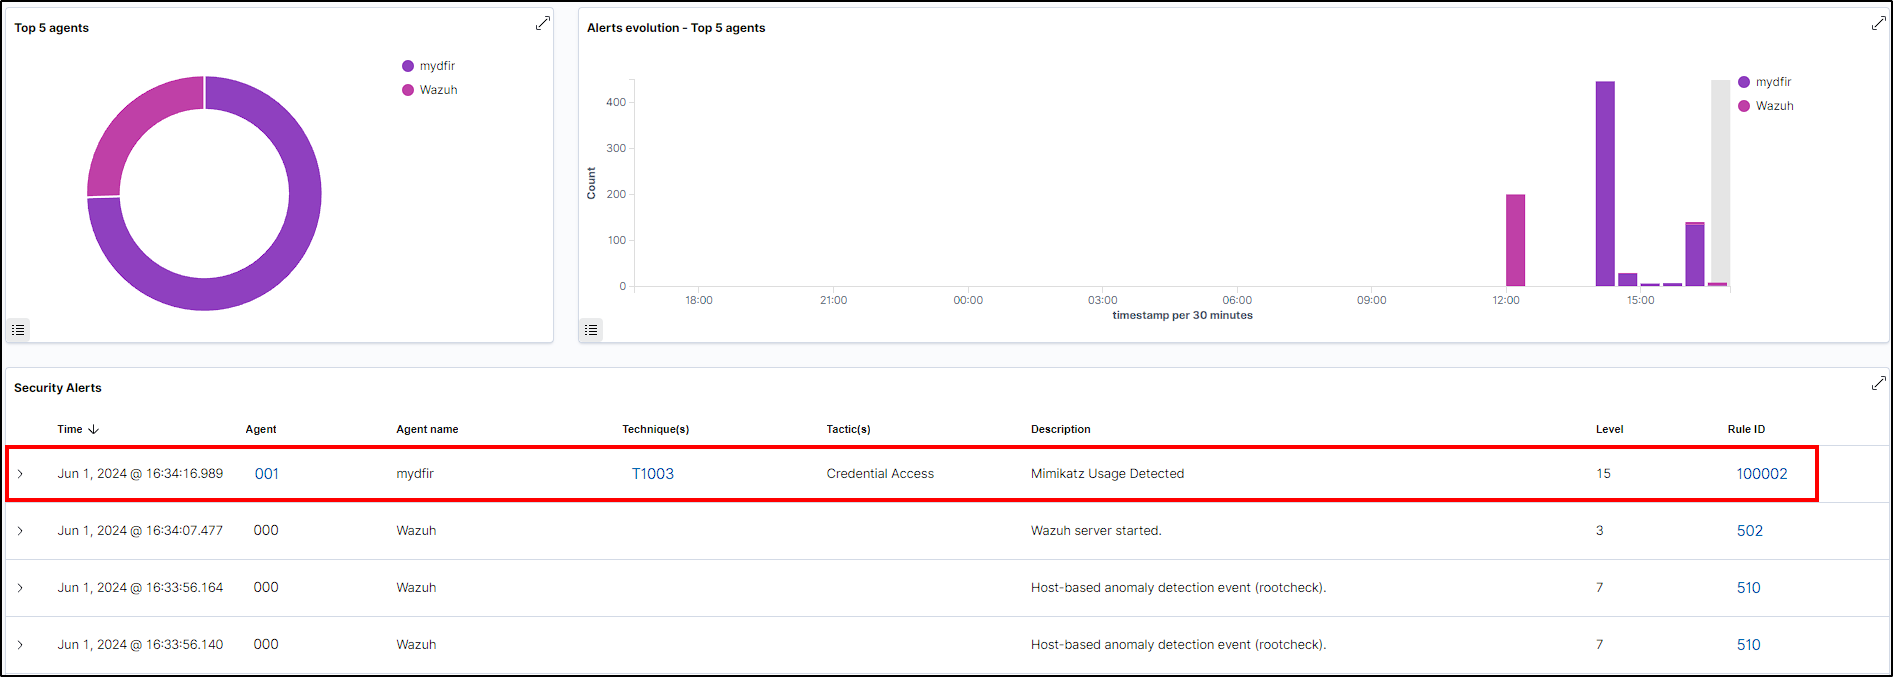 Top 5 agents
mydfir
Wazuh
Alerts evolution - Top 5 agents
400
300
200
100
0
Count
18:00 21:00 00:00 03:00 06:00 09:00 12:00 15:00
timestamp per 30 minutes
mydfir
Wazuh
Security Alerts
Time Agent Agent name Technique(s) Tactic(s) Description Level Rule ID
Jun 1, 2024 @ 16:34:16.989 001 mydfir T1003 Credential Access Mimikatz Usage Detected 15 100002
Jun 1, 2024 @ 16:34:07.477 000 Wazuh Wazuh server started. 3 502
Jun 1, 2024 @ 16:33:56.164 000 Wazuh Host-based anomaly detection event (rootcheck). 7 510
Jun 1, 2024 @ 16:33:56.140 000 Wazuh Host-based anomaly detection event (rootcheck). 7 510